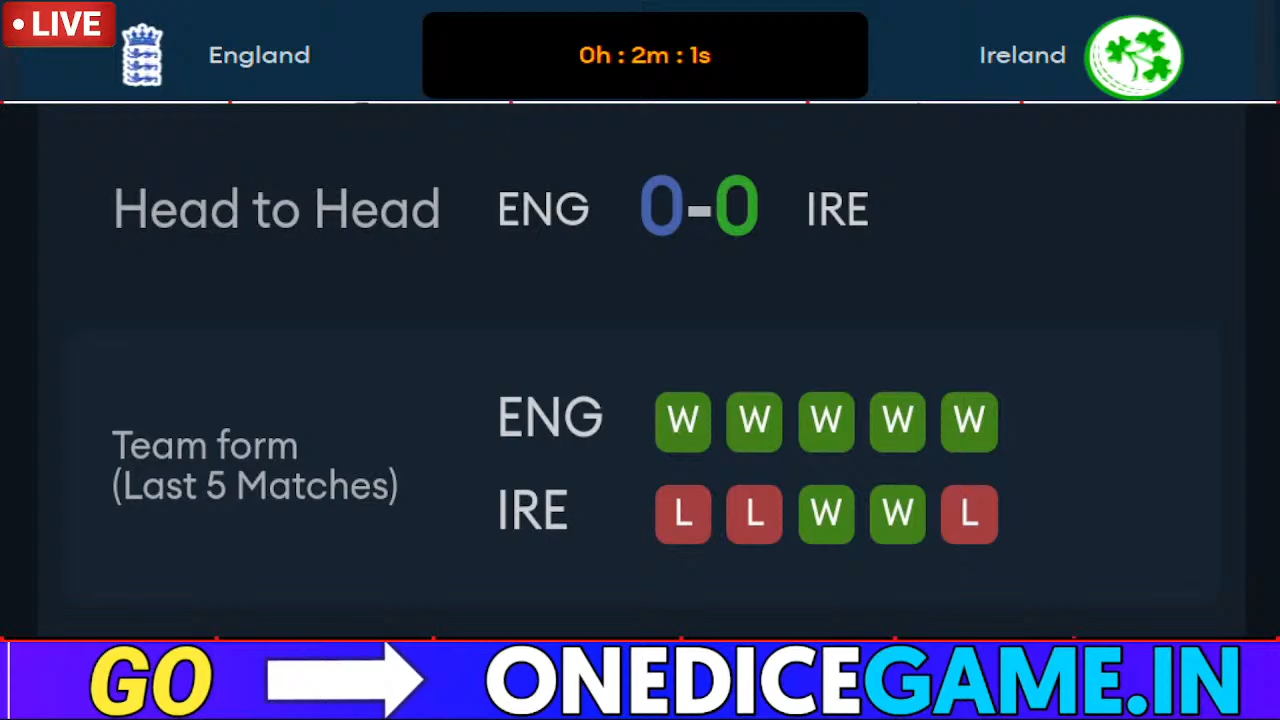 • LIVE
England
0h : 2m : 1s
Ireland
Head to Head ENG 0-0 IRE
ENG W W W W W
Team form
(Last 5 Matches)
IRE L L W W L
GO ONEDICEGAME.IN